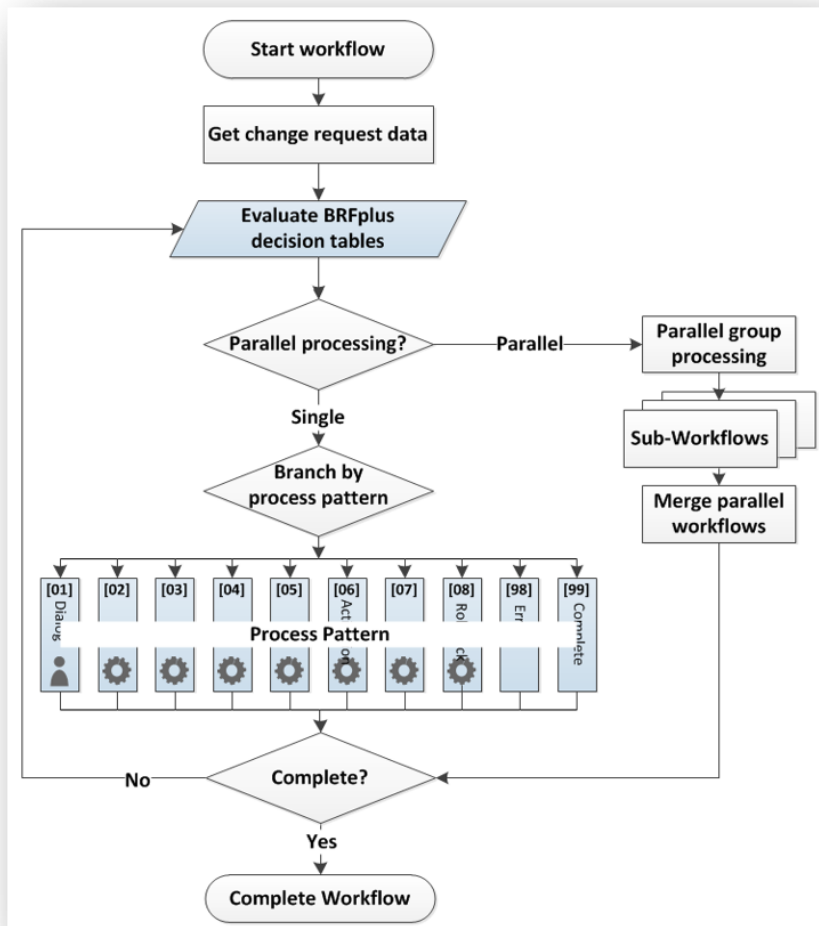 Start workflow
Get change request data
Evaluate BRFplus
decision tables
Parallel processing?
Parallel
Parallel group
processing
Single
Sub-Workflows
Branch by
process pattern
Merge parallel
workflows
[01]
[02]
[03]
[04]
[05]
[06]
[07]
[08]
[98]
[99]
Complete
Process Pattern
No
Complete?
Yes
Complete Workflow